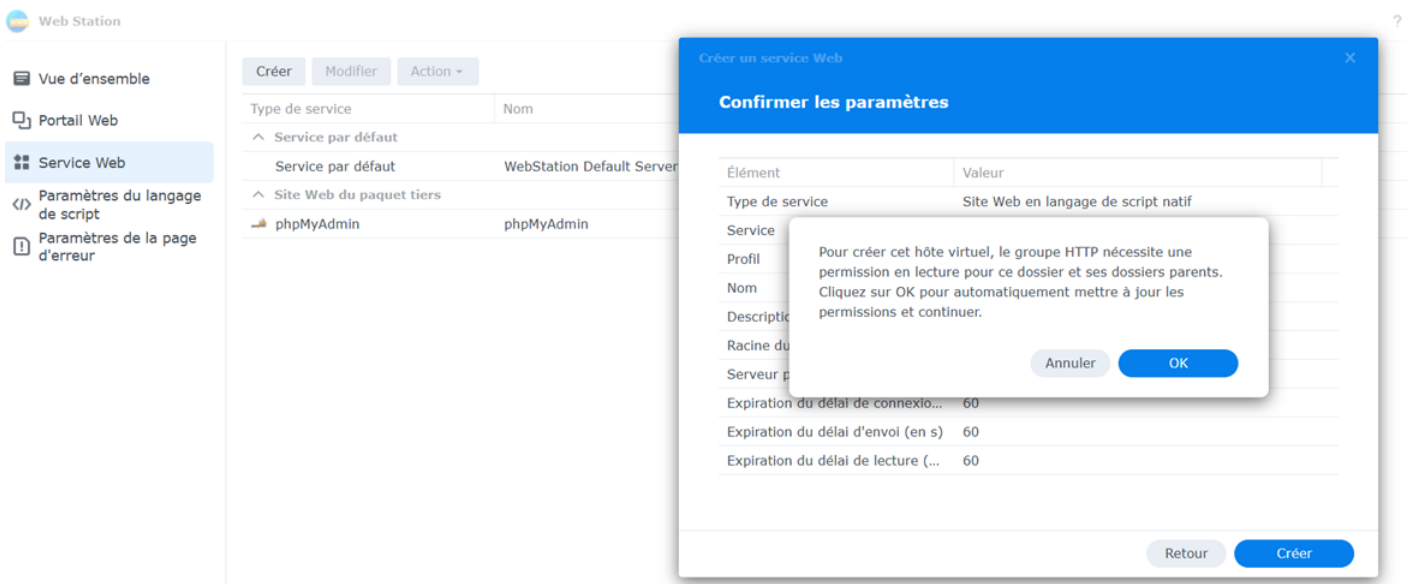 Web Station
?
Vue d'ensemble
Portail Web
Service Web
Paramètres du langage
de script
Paramètres de la page
d'erreur
Créer Modifier Action
Type de service Nom
Service par défaut
Service par défaut WebStation Default Server
Site Web du paquet tiers
phpMyAdmin phpMyAdmin
Créer un service Web X
Confirmer les paramètres
Élément Valeur
Type de service Site Web en langage de script natif
Service
Profil
Nom
Racine du
Serveur
Pour créer cet hôte virtuel, le groupe HTTP nécessite une
permission en lecture pour ce dossier et ses dossiers parents.
Cliquez sur OK pour automatiquement mettre à jour les
permissions et continuer.
Annuler OK
Expiration du délai de connexio... 60
Expiration du délai d'envoi (en s) 60
Expiration du délai de lecture (... 60
Retour Créer